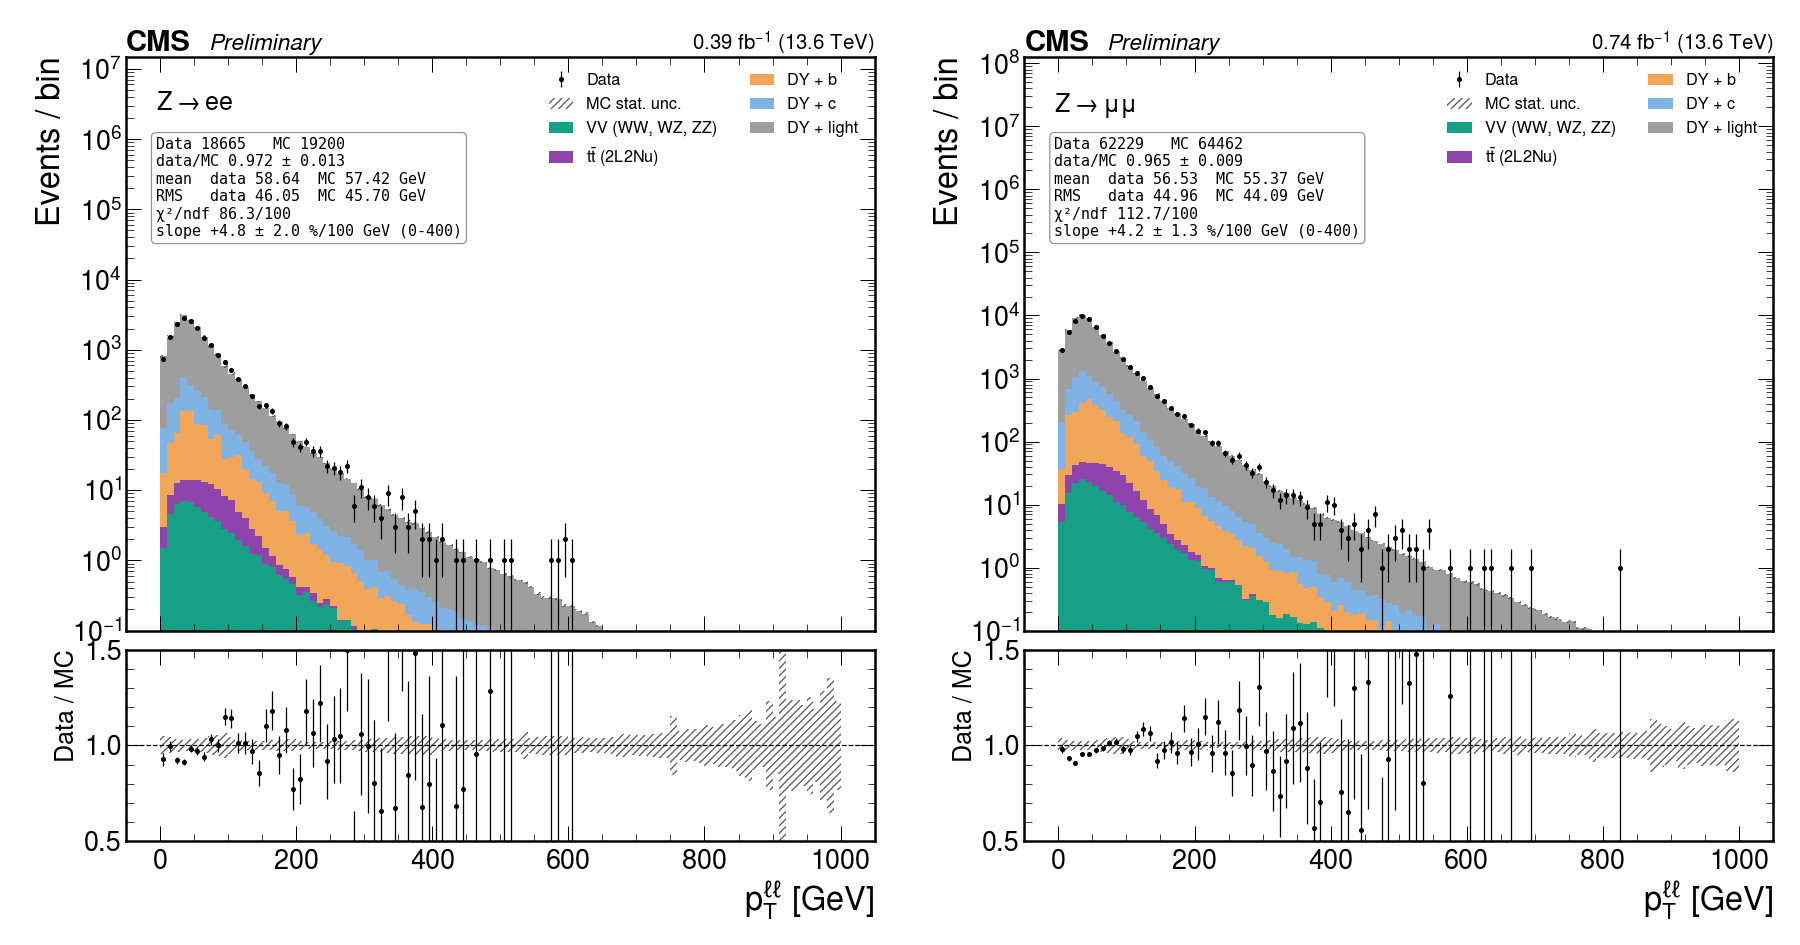 CMS Preliminary 0.39 fb⁻¹ (13.6 TeV)
Events / bin
10⁷
10⁶
10⁵
10⁴
10³
10²
10¹
10⁰
10⁻¹
Z → ee
Data
MC stat. unc.
VV (WW, WZ, ZZ)
tt̄ (2L2Nu)
DY + b
DY + c
DY + light
Data 18665 MC 19200
data/MC 0.972 ± 0.013
mean data 58.64 MC 57.42 GeV
RMS data 46.05 MC 45.70 GeV
χ²/ndf 86.3/100
slope +4.8 ± 2.0 %/100 GeV (0-400)
Data / MC
1.5
1.0
0.5
0 200 400 600 800 1000
p_T^ℓℓ [GeV]
CMS Preliminary 0.74 fb⁻¹ (13.6 TeV)
Events / bin
10⁸
10⁷
10⁶
10⁵
10⁴
10³
10²
10¹
10⁰
10⁻¹
Z → μμ
Data
MC stat. unc.
VV (WW, WZ, ZZ)
tt̄ (2L2Nu)
DY + b
DY + c
DY + light
Data 62229 MC 64462
data/MC 0.965 ± 0.009
mean data 56.53 MC 55.37 GeV
RMS data 44.96 MC 44.09 GeV
χ²/ndf 112.7/100
slope +4.2 ± 1.3 %/100 GeV (0-400)
Data / MC
1.5
1.0
0.5
0 200 400 600 800 1000
p_T^ℓℓ [GeV]